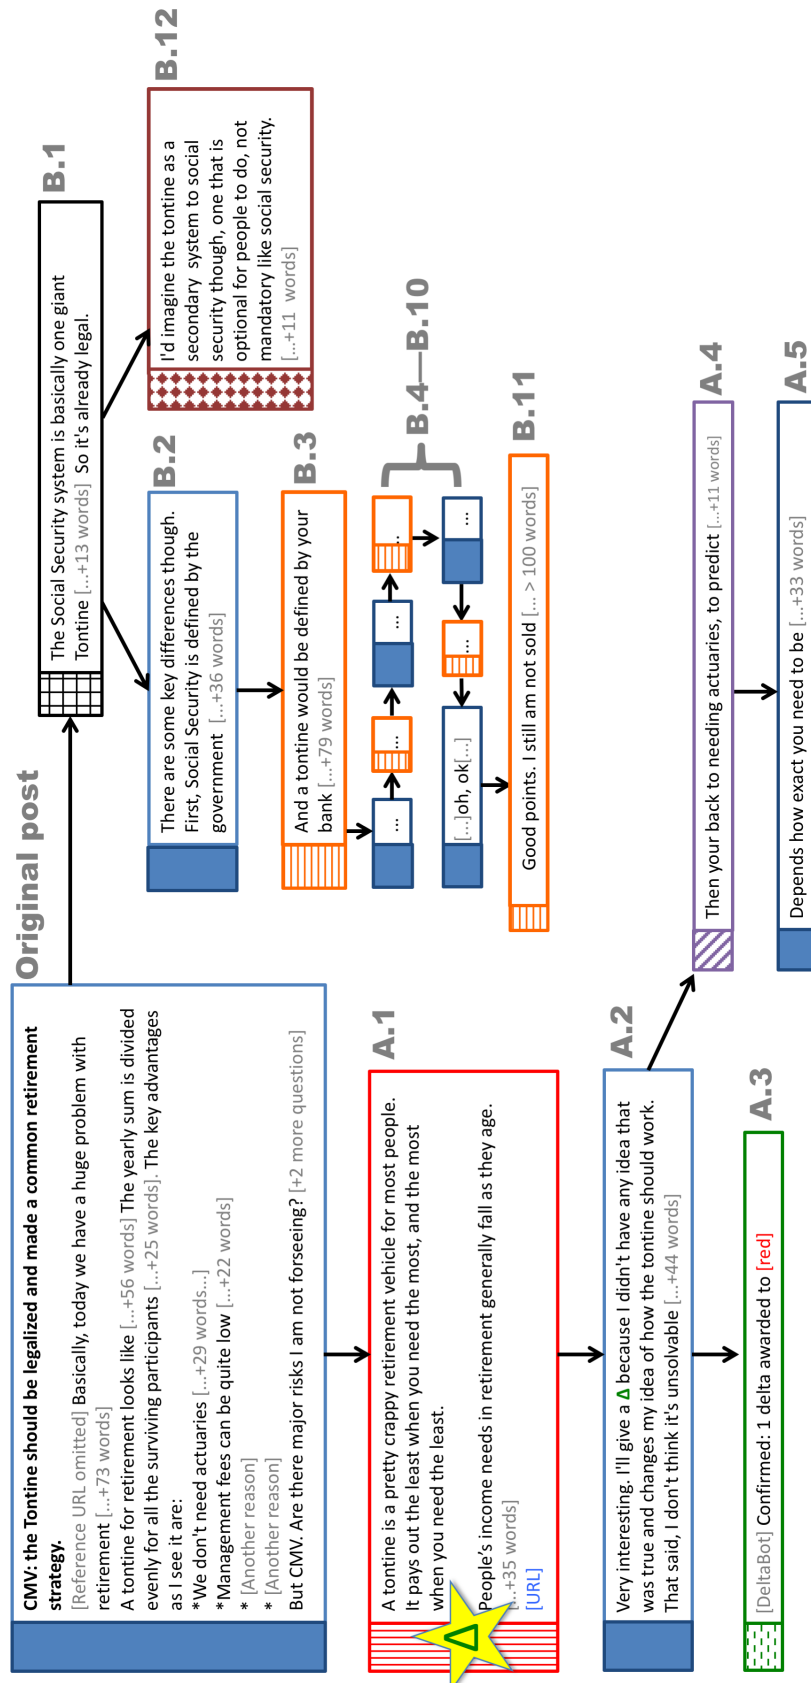 Original post
CMV: the Tontine should be legalized and made a common retirement
strategy.
[Reference URL omitted] Basically, today we have a huge problem with
retirement [...+73 words]
A tontine for retirement looks like [...+56 words] The yearly sum is divided
evenly for all the surviving participants [...+25 words]. The key advantages
as I see it are:
*We don't need actuaries [...+29 words...]
*Management fees can be quite low [...+22 words]
* [Another reason]
* [Another reason]
But CMV. Are there major risks I am not forseeing? [+2 more questions]
A.1
A tontine is a pretty crappy retirement vehicle for most people.
It pays out the least when you need the most, and the most
when you need the least.
People's income needs in retirement generally fall as they age.
[...+35 words]
[URL]
Δ
A.2
Very interesting. I'll give a Δ because I didn't have any idea that
was true and changes my idea of how the tontine should work.
That said, I don't think it's unsolvable [...+44 words]
A.3
[DeltaBot] Confirmed: 1 delta awarded to [red]
A.4
Then your back to needing actuaries, to predict [...+11 words]
A.5
Depends how exact you need to be [...+33 words]
B.1
The Social Security system is basically one giant
Tontine [...+13 words] So it's already legal.
B.2
There are some key differences though.
First, Social Security is defined by the
government [...+36 words]
B.3
And a tontine would be defined by your
bank [...+79 words]
B.4—B.10
...
...
...
...
...
...
[...]oh, ok[...]
B.11
Good points. I still am not sold [... > 100 words]
B.12
I'd imagine the tontine as a
secondary system to social
security though, one that is
optional for people to do, not
mandatory like social security.
[...+11 words]